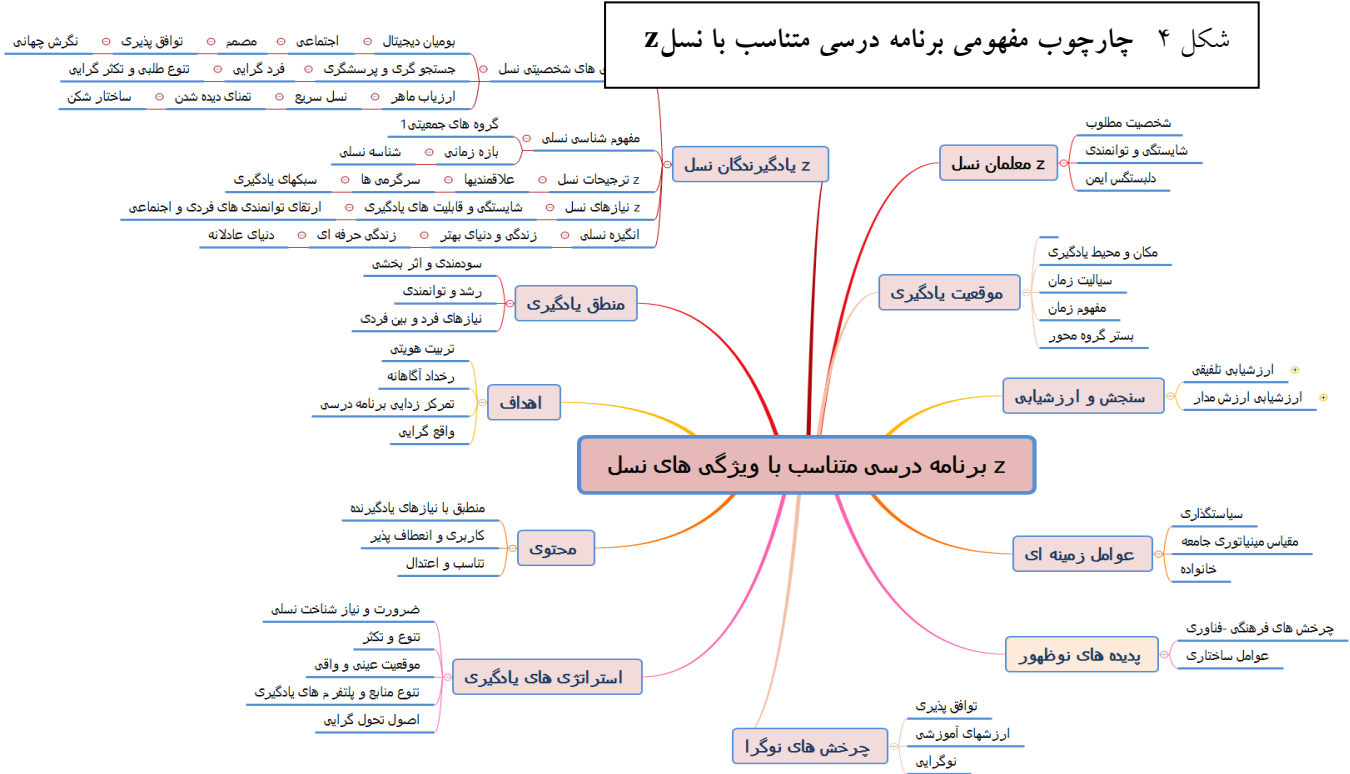 شکل ۴ چارچوب مفهومی برنامه درسی متناسب با نسلz
z برنامه درسی متناسب با ویژگی های نسل
z معلمان نسل
شخصیت مطلوب
شایستگی و توانمندی
دلبستگس ایمن
موقعیت یادگیری
مکان و محیط یادگیری
سیالیت زمان
مفهوم زمان
بستر گروه محور
سنجش و ارزشیابی
ارزشیابی تلفیقی
ارزشیابی ارزش مدار
عوامل زمینه ای
سیاستگذاری
مقیاس مینیاتوری جامعه
خانواده
پدیده های نوظهور
چرخش های فرهنگی -فناوری
عوامل ساختاری
چرخش های نوگرا
توافق پذیری
ارزشهای آموزشی
نوگرایی
z یادگیرندگان نسل
ی های شخصیتی نسل
بومیان دیجیتال اجتماعی مصمم توافق پذیری نگرش چهانی
جستجو گری و پرسشگری فرد گرایی تنوع طلبی و تکثر گرایی
ارزیاب ماهر نسل سریع تمنای دیده شدن ساختار شکن
مفهوم شناسی نسلی
گروه های جمعیتی1
بازه زمانی شناسه نسلی
z ترجیحات نسل علاقمندیها سرگرمی ها سبکهای یادگیری
z نیازهای نسل شایستگی و قابلیت های یادگیری ارتقای توانمندی های فردی و اجتماعی
انگیزه نسلی زندگی و دنیای بهتر زندگی حرفه ای دنیای عادلانه
منطق یادگیری
سودمندی و اثر بخشی
رشد و توانمندی
نیازهای فرد و بین فردی
اهداف
تربیت هویتی
رخداد آگاهانه
تمرکز زدایی برنامه درسی
واقع گرایی
محتوی
منطبق با نیازهای یادگیرنده
کاربری و انعطاف پذیر
تناسب و اعتدال
استراتژی های یادگیری
ضرورت و نیاز شناخت نسلی
تنوع و تکثر
موقعیت عینی و واقی
تنوع منابع و پلتفر م های یادگیری
اصول تحول گرایی